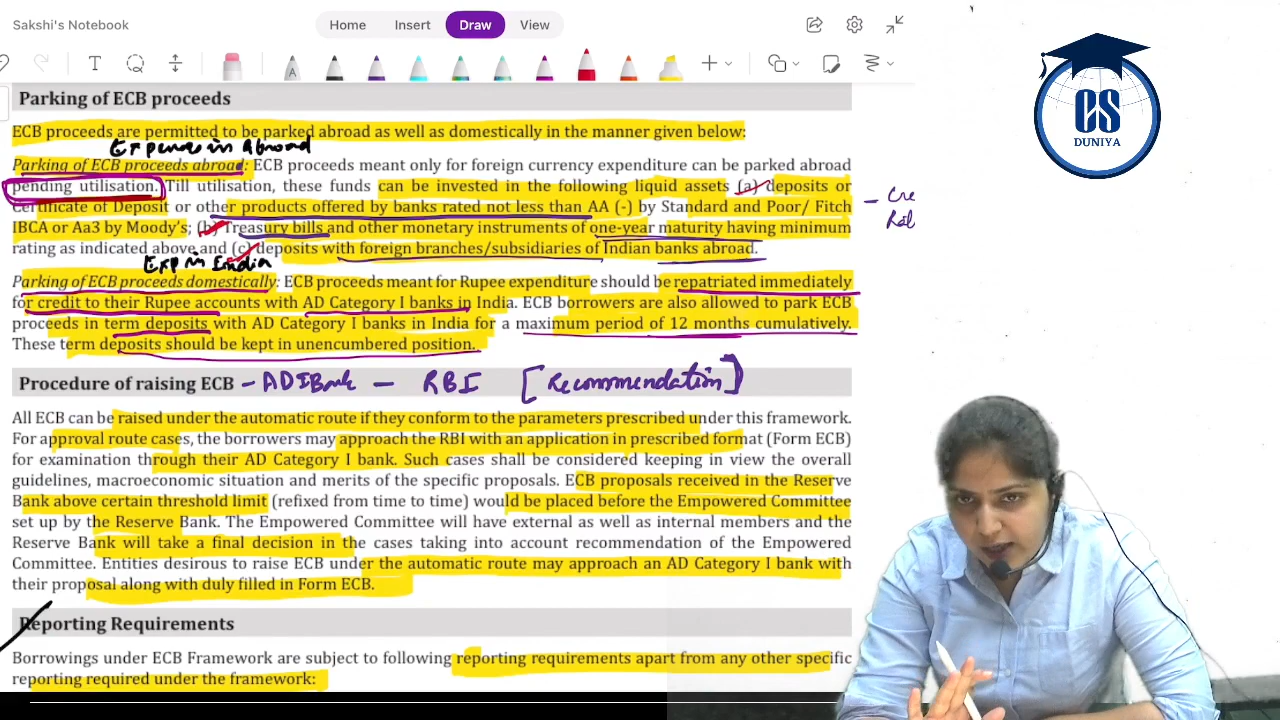 Sakshi's Notebook
Home Insert Draw View
CS
DUNIYA
Parking of ECB proceeds
ECB proceeds are permitted to be parked abroad as well as domestically in the manner given below:
Expence in Abroad
Parking of ECB proceeds abroad: ECB proceeds meant only for foreign currency expenditure can be parked abroad
pending utilisation. Till utilisation, these funds can be invested in the following liquid assets (a) deposits or
Certificate of Deposit or other products offered by banks rated not less than AA (-) by Standard and Poor/ Fitch
IBCA or Aa3 by Moody's; (b) Treasury bills and other monetary instruments of one-year maturity having minimum
rating as indicated above and (c) deposits with foreign branches/subsidiaries of Indian banks abroad.
Exp in India
Parking of ECB proceeds domestically: ECB proceeds meant for Rupee expenditure should be repatriated immediately
for credit to their Rupee accounts with AD Category I banks in India. ECB borrowers are also allowed to park ECB
proceeds in term deposits with AD Category I banks in India for a maximum period of 12 months cumulatively.
These term deposits should be kept in unencumbered position.
Procedure of raising ECB - ADI Bank - RBI [Recommendation]
All ECB can be raised under the automatic route if they conform to the parameters prescribed under this framework.
For approval route cases, the borrowers may approach the RBI with an application in prescribed format (Form ECB)
for examination through their AD Category I bank. Such cases shall be considered keeping in view the overall
guidelines, macroeconomic situation and merits of the specific proposals. ECB proposals received in the Reserve
Bank above certain threshold limit (refixed from time to time) would be placed before the Empowered Committee
set up by the Reserve Bank. The Empowered Committee will have external as well as internal members and the
Reserve Bank will take a final decision in the cases taking into account recommendation of the Empowered
Committee. Entities desirous to raise ECB under the automatic route may approach an AD Category I bank with
their proposal along with duly filled in Form ECB.
Reporting Requirements
Borrowings under ECB Framework are subject to following reporting requirements apart from any other specific
reporting required under the framework: